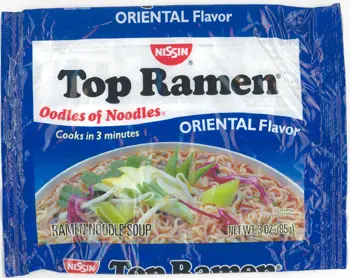 ORIENTAL Flavor
NISSIN
Top Ramen®
Oodles of Noodles®
Cooks in 3 minutes
ORIENTAL Flavor
RAMEN NOODLE SOUP
NET WT. 3 OZ. (85g)
NISSIN
Top Ramen